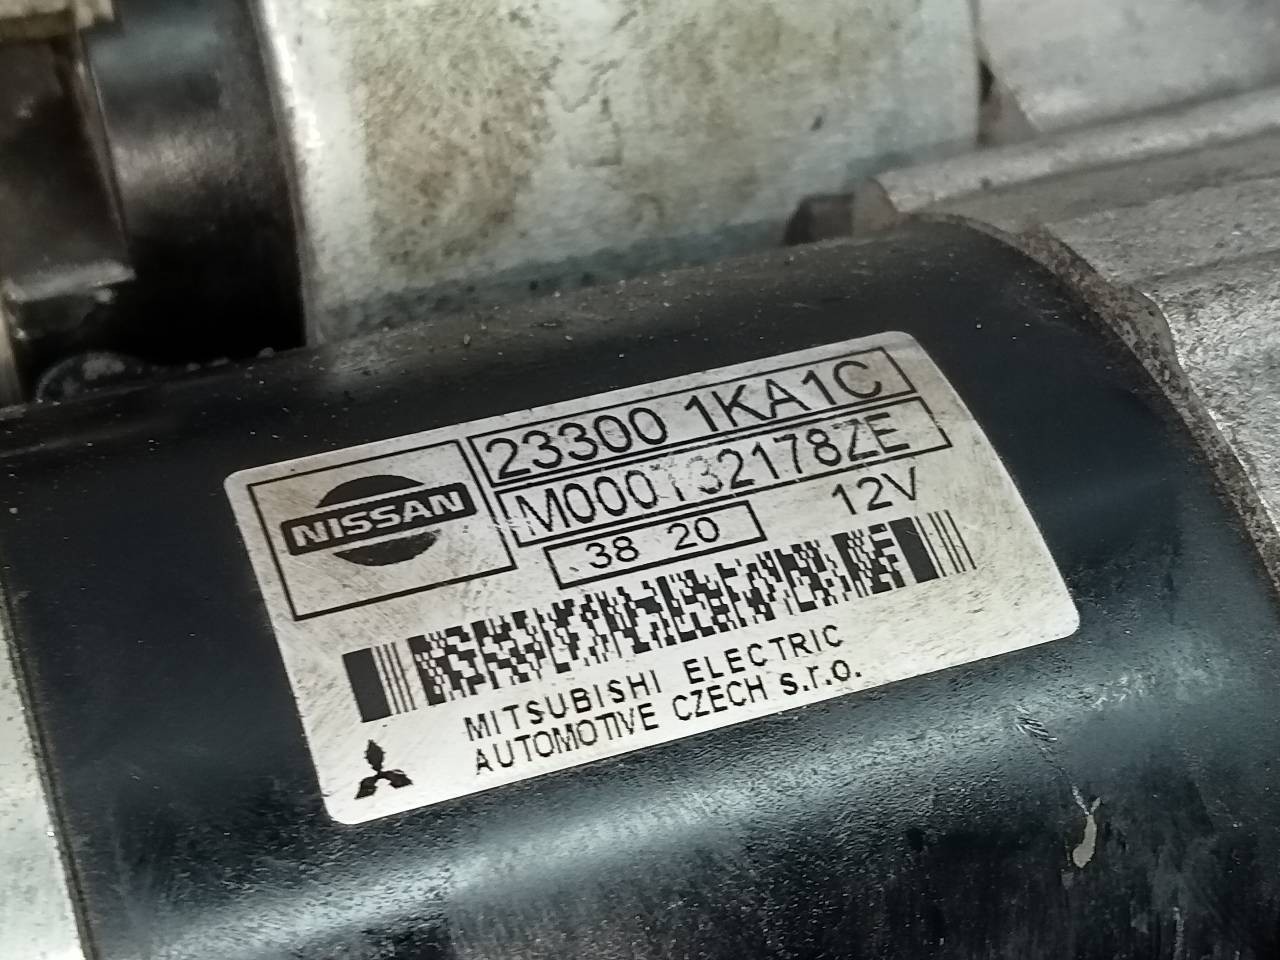 NISSAN
23300 1KA1C
M000T32178ZE
38 20
12V
MITSUBISHI ELECTRIC
AUTOMOTIVE CZECH s.r.o.